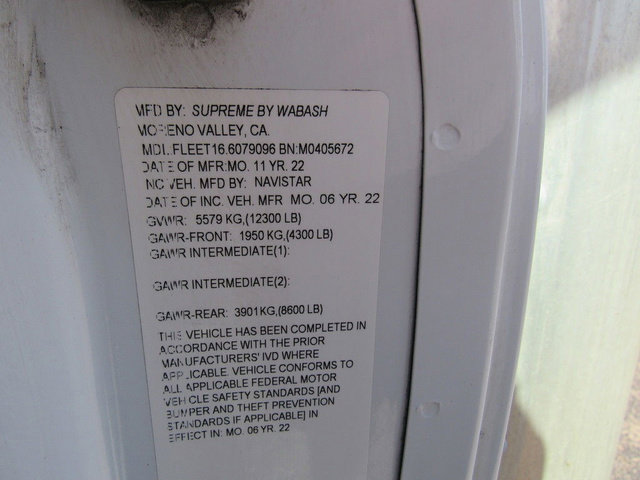 MFD BY: SUPREME BY WABASH
MORENO VALLEY, CA.
MDL FLEET16.6079096 BN:M0405672
DATE OF MFR:MO. 11 YR. 22
INC VEH. MFD BY: NAVISTAR
DATE OF INC. VEH. MFR MO. 06 YR. 22
GVWR: 5579 KG,(12300 LB)
GAWR-FRONT: 1950 KG,(4300 LB)
GAWR INTERMEDIATE(1):
GAWR INTERMEDIATE(2):
GAWR-REAR: 3901KG,(8600 LB)
THIS VEHICLE HAS BEEN COMPLETED IN
ACCORDANCE WITH THE PRIOR
MANUFACTURERS' IVD WHERE
APPLICABLE. VEHICLE CONFORMS TO
ALL APPLICABLE FEDERAL MOTOR
VEHICLE SAFETY STANDARDS [AND
BUMPER AND THEFT PREVENTION
STANDARDS IF APPLICABLE] IN
EFFECT IN: MO. 06 YR. 22